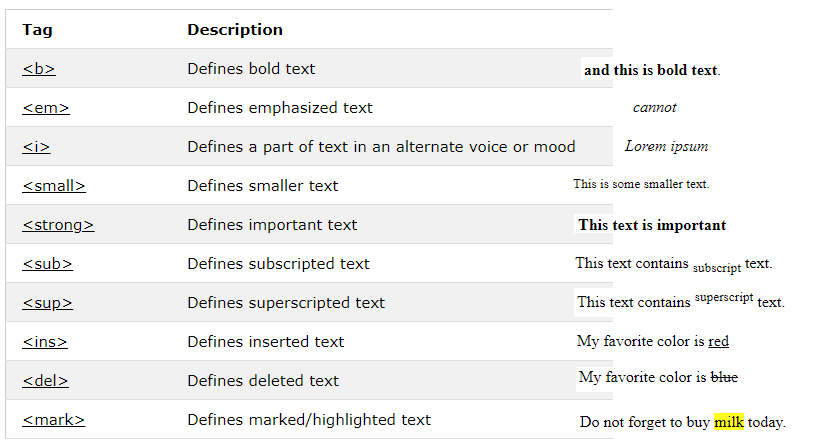 Tag Description
<b> Defines bold text and this is bold text.
<em> Defines emphasized text cannot
<i> Defines a part of text in an alternate voice or mood Lorem ipsum
<small> Defines smaller text This is some smaller text.
<strong> Defines important text This text is important
<sub> Defines subscripted text This text contains subscript text.
<sup> Defines superscripted text This text contains superscript text.
<ins> Defines inserted text My favorite color is red
<del> Defines deleted text My favorite color is blue
<mark> Defines marked/highlighted text Do not forget to buy milk today.